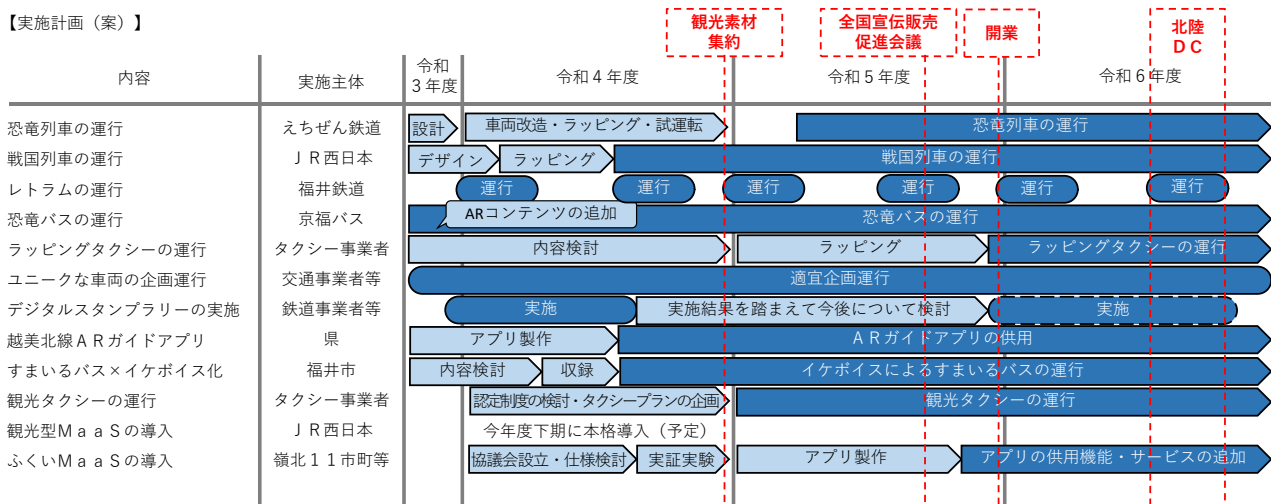 【実施計画（案）】
観光素材
集約
全国宣伝販売
促進会議
開業
北陸
ＤＣ
内容
実施主体
令和
３年度
令和４年度
令和５年度
令和６年度
恐竜列車の運行 えちぜん鉄道 設計 車両改造・ラッピング・試運転 恐竜列車の運行
戦国列車の運行 ＪＲ西日本 デザイン ラッピング 戦国列車の運行
レトラムの運行 福井鉄道 運行 運行 運行 運行 運行 運行
恐竜バスの運行 京福バス ARコンテンツの追加 恐竜バスの運行
ラッピングタクシーの運行 タクシー事業者 内容検討 ラッピング ラッピングタクシーの運行
ユニークな車両の企画運行 交通事業者等 適宜企画運行
デジタルスタンプラリーの実施 鉄道事業者等 実施 実施結果を踏まえて今後について検討 実施
越美北線ＡＲガイドアプリ 県 アプリ製作 ＡＲガイドアプリの供用
すまいるバス×イケボイス化 福井市 内容検討 収録 イケボイスによるすまいるバスの運行
観光タクシーの運行 タクシー事業者 認定制度の検討・タクシープランの企画 観光タクシーの運行
観光型ＭａａＳの導入 ＪＲ西日本 今年度下期に本格導入（予定）
ふくいＭａａＳの導入 嶺北１１市町等 協議会設立・仕様検討 実証実験 アプリ製作 アプリの供用機能・サービスの追加